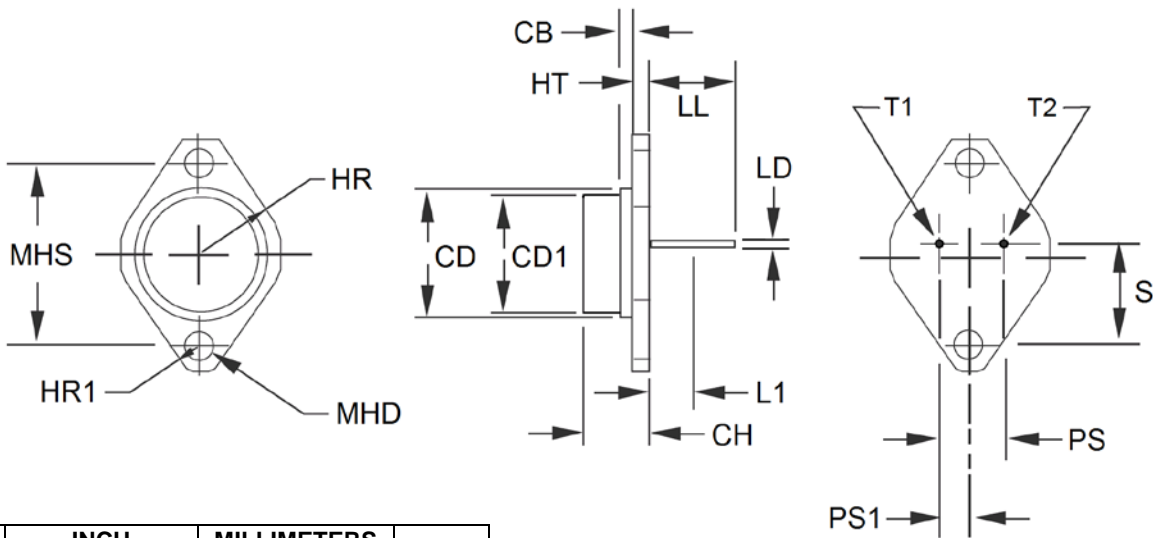 CB
HT
LL
T1
T2
HR
LD
MHS
CD
CD1
S
HR1
MHD
L1
CH
PS
PS1
INCH
MILLIMETERS